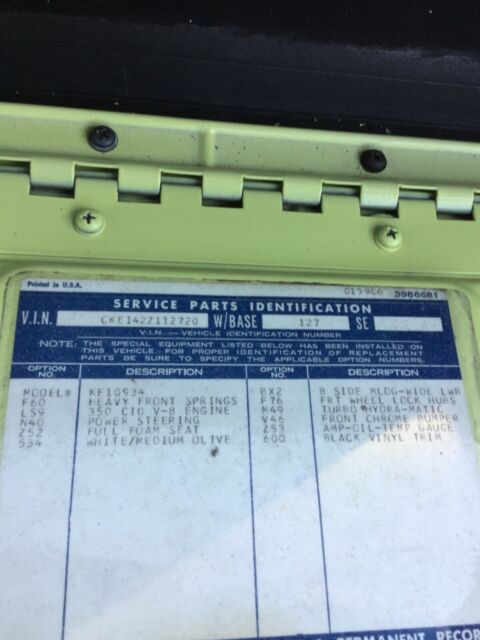 Printed in U.S.A.
015906 3986681
SERVICE PARTS IDENTIFICATION
V.I.N. CKE142Z112720 W/BASE 127 SE
V.I.N. — VEHICLE IDENTIFICATION NUMBER
NOTE: THE SPECIAL EQUIPMENT LISTED BELOW HAS BEEN INSTALLED ON
THIS VEHICLE. FOR PROPER IDENTIFICATION OF REPLACEMENT
PARTS BE SURE TO SPECIFY THE APPLICABLE OPTION NUMBERS.
OPTION NO. DESCRIPTION OPTION NO. DESCRIPTION
MODEL# KE10934 BX2 B SIDE MLDG-WIDE LWR
F60 HEAVY FRONT SPRINGS F76 FRT WHEEL LOCK HUBS
LS9 350 CID V-8 ENGINE M49 TURBO HYDRA-MATIC
N40 POWER STEERING V46 FRONT CHROME BUMPER
Z52 FULL FOAM SEAT Z53 AMP-OIL-TEMP GAUGE
534 WHITE/MEDIUM OLIVE 600 BLACK VINYL TRIM
PERMANENT RECOR